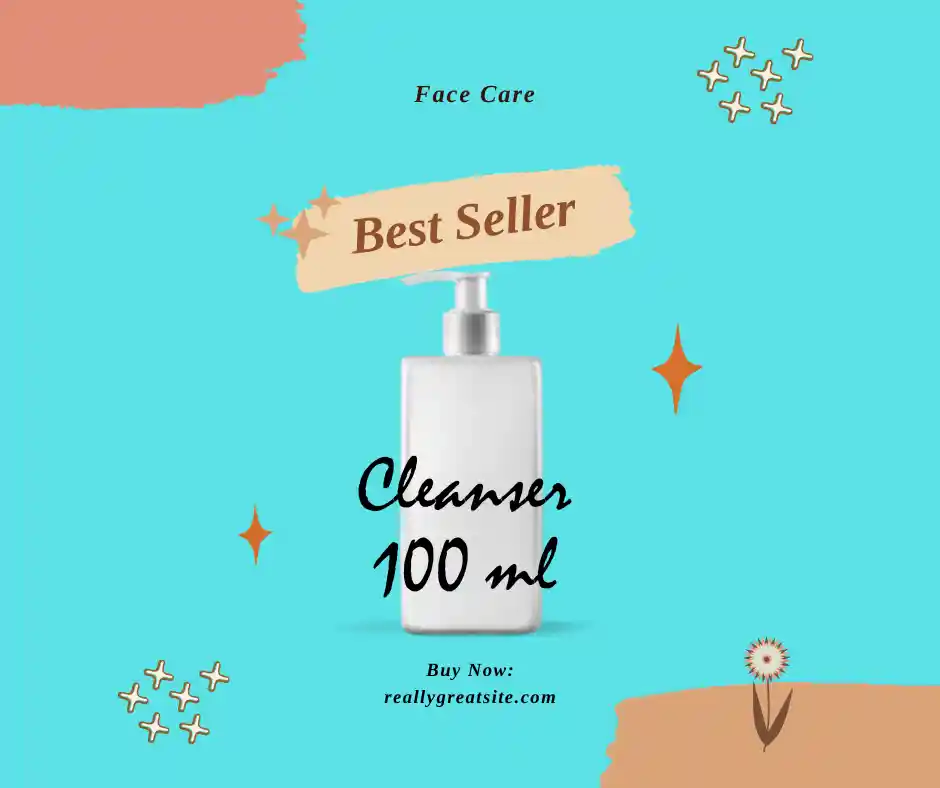 Face Care
Best Seller
Cleanser
100 ml
Buy Now:
reallygreatsite.com